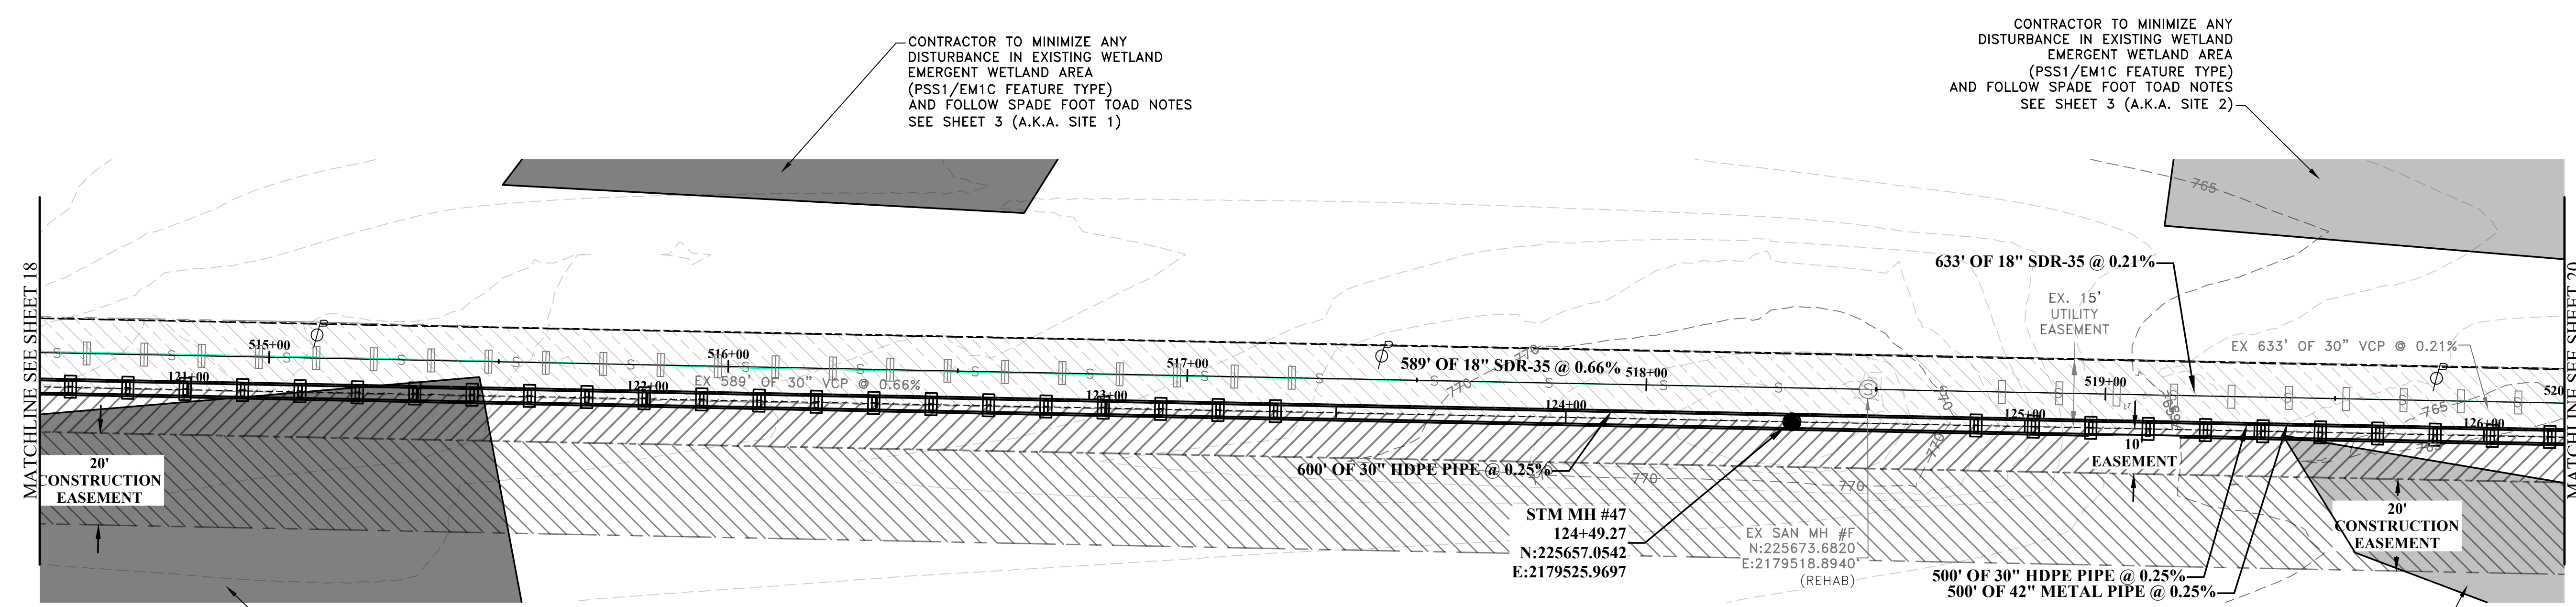 CONTRACTOR TO MINIMIZE ANY
DISTURBANCE IN EXISTING WETLAND
EMERGENT WETLAND AREA
(PSS1/EM1C FEATURE TYPE)
AND FOLLOW SPADE FOOT TOAD NOTES
SEE SHEET 3 (A.K.A. SITE 1)
CONTRACTOR TO MINIMIZE ANY
DISTURBANCE IN EXISTING WETLAND
EMERGENT WETLAND AREA
(PSS1/EM1C FEATURE TYPE)
AND FOLLOW SPADE FOOT TOAD NOTES
SEE SHEET 3 (A.K.A. SITE 2)
765
MATCHLINE SEE SHEET 18
MATCHLINE SEE SHEET 20
633' OF 18" SDR-35 @ 0.21%
EX. 15'
UTILITY
EASEMENT
EX 633' OF 30" VCP @ 0.21%
515+00
516+00
517+00
518+00
519+00
520
589' OF 18" SDR-35 @ 0.66%
EX 589' OF 30" VCP @ 0.66%
770
770
770
770
770
770
765
765
765
121+00
122+00
123+00
124+00
125+00
126+00
20'
CONSTRUCTION
EASEMENT
600' OF 30" HDPE PIPE @ 0.25%
10'
EASEMENT
STM MH #47
124+49.27
N:225657.0542
E:2179525.9697
EX SAN MH #F
N:225673.6820
E:2179518.8940
(REHAB)
20'
CONSTRUCTION
EASEMENT
500' OF 30" HDPE PIPE @ 0.25%
500' OF 42" METAL PIPE @ 0.25%